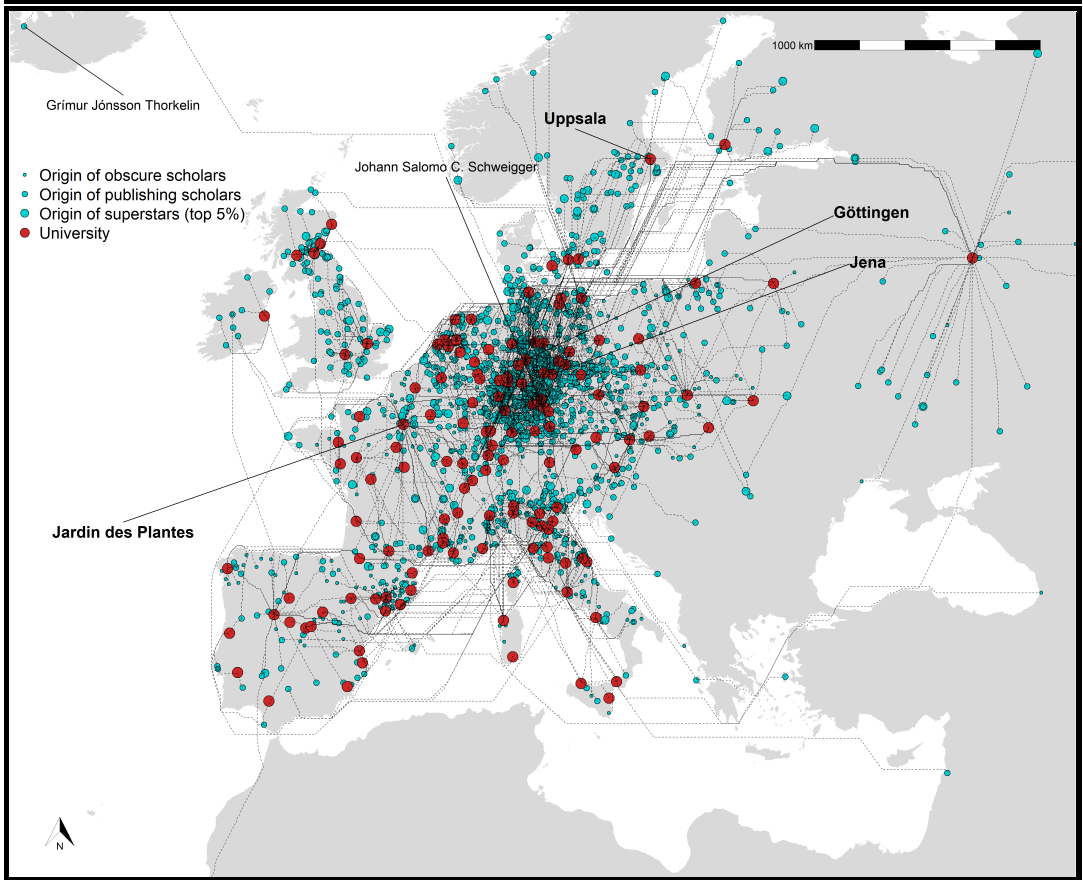 1000 km
Grímur Jónsson Thorkelin
Uppsala
Johann Salomo C. Schweigger
Origin of obscure scholars
Origin of publishing scholars
Origin of superstars (top 5%)
University
Göttingen
Jena
Jardin des Plantes
N